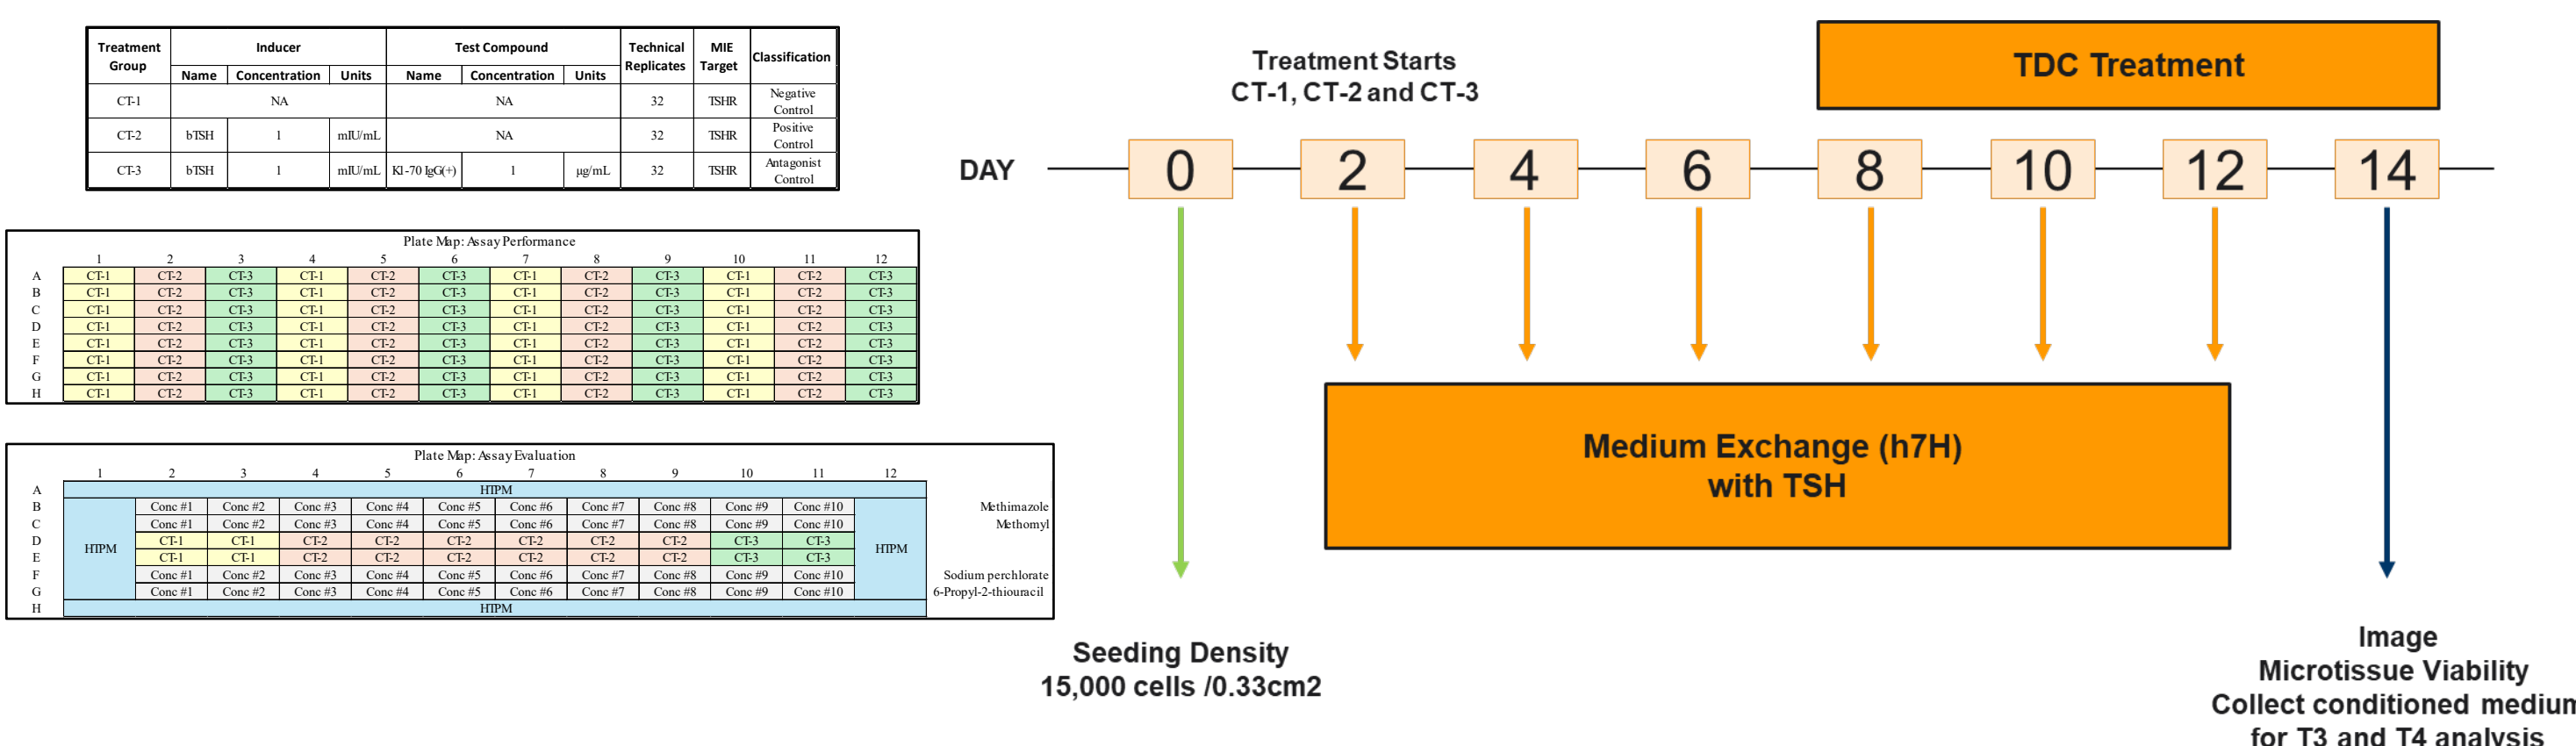 Treatment Group Inducer Test Compound Technical Replicates MIE Target Classification
Name Concentration Units Name Concentration Units
CT-1 NA NA 32 TSHR Negative Control
CT-2 bTSH 1 mIU/mL NA 32 TSHR Positive Control
CT-3 bTSH 1 mIU/mL K1-70 IgG(+) 1 µg/mL 32 TSHR Antagonist Control
Plate Map: Assay Performance
1 2 3 4 5 6 7 8 9 10 11 12
A CT-1 CT-2 CT-3 CT-1 CT-2 CT-3 CT-1 CT-2 CT-3 CT-1 CT-2 CT-3
B CT-1 CT-2 CT-3 CT-1 CT-2 CT-3 CT-1 CT-2 CT-3 CT-1 CT-2 CT-3
C CT-1 CT-2 CT-3 CT-1 CT-2 CT-3 CT-1 CT-2 CT-3 CT-1 CT-2 CT-3
D CT-1 CT-2 CT-3 CT-1 CT-2 CT-3 CT-1 CT-2 CT-3 CT-1 CT-2 CT-3
E CT-1 CT-2 CT-3 CT-1 CT-2 CT-3 CT-1 CT-2 CT-3 CT-1 CT-2 CT-3
F CT-1 CT-2 CT-3 CT-1 CT-2 CT-3 CT-1 CT-2 CT-3 CT-1 CT-2 CT-3
G CT-1 CT-2 CT-3 CT-1 CT-2 CT-3 CT-1 CT-2 CT-3 CT-1 CT-2 CT-3
H CT-1 CT-2 CT-3 CT-1 CT-2 CT-3 CT-1 CT-2 CT-3 CT-1 CT-2 CT-3
Plate Map: Assay Evaluation
1 2 3 4 5 6 7 8 9 10 11 12
A HTPM
B Conc #1 Conc #2 Conc #3 Conc #4 Conc #5 Conc #6 Conc #7 Conc #8 Conc #9 Conc #10 Methimazole
C Conc #1 Conc #2 Conc #3 Conc #4 Conc #5 Conc #6 Conc #7 Conc #8 Conc #9 Conc #10 Methomyl
D CT-1 CT-1 CT-2 CT-2 CT-2 CT-2 CT-2 CT-2 CT-3 CT-3
HTPM HTPM
E CT-1 CT-1 CT-2 CT-2 CT-2 CT-2 CT-2 CT-2 CT-3 CT-3
F Conc #1 Conc #2 Conc #3 Conc #4 Conc #5 Conc #6 Conc #7 Conc #8 Conc #9 Conc #10 Sodium perchlorate
G Conc #1 Conc #2 Conc #3 Conc #4 Conc #5 Conc #6 Conc #7 Conc #8 Conc #9 Conc #10 6-Propyl-2-thiouracil
H HTPM
Treatment Starts
CT-1, CT-2 and CT-3
TDC Treatment
DAY 0 2 4 6 8 10 12 14
Medium Exchange (h7H)
with TSH
Seeding Density
15,000 cells /0.33cm2
Image
Microtissue Viability
Collect conditioned medium
for T3 and T4 analysis